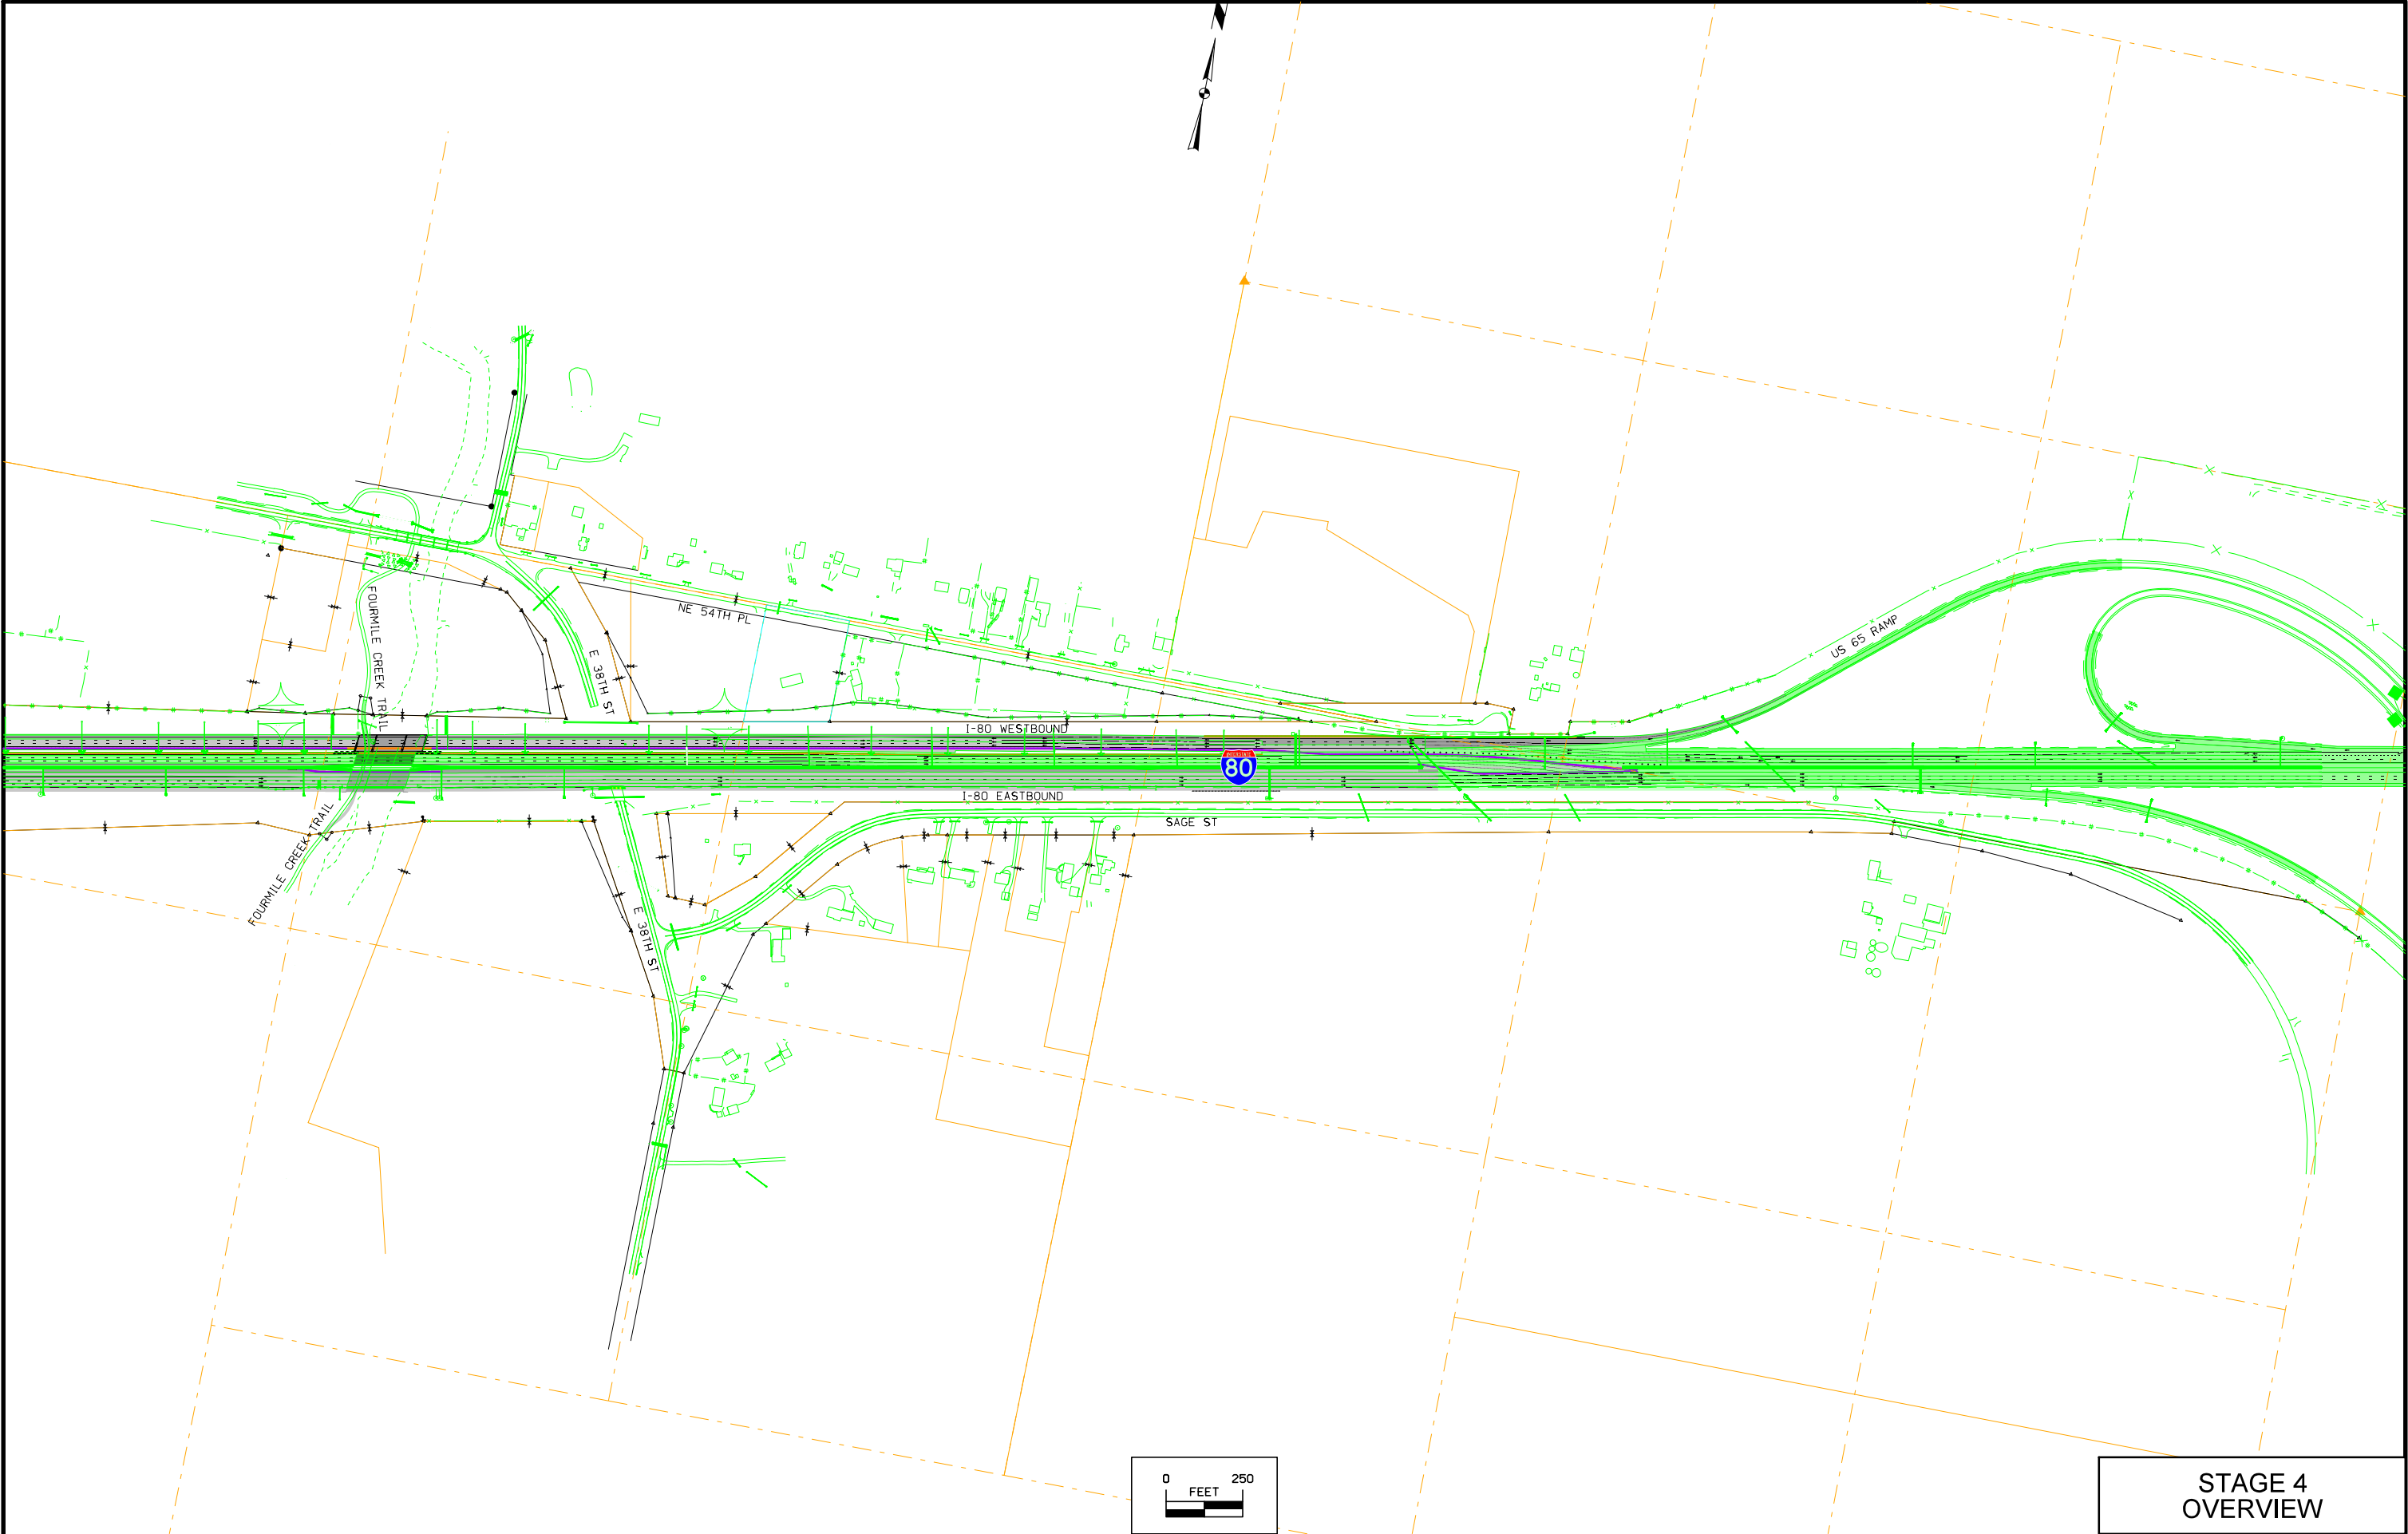 FOURMILE CREEK TRAIL
E 38TH ST
NE 54TH PL
US 65 RAMP
I-80 WESTBOUND
INTERSTATE
80
I-80 EASTBOUND
SAGE ST
FOURMILE CREEK TRAIL
E 38TH ST
0 250
FEET
STAGE 4
OVERVIEW